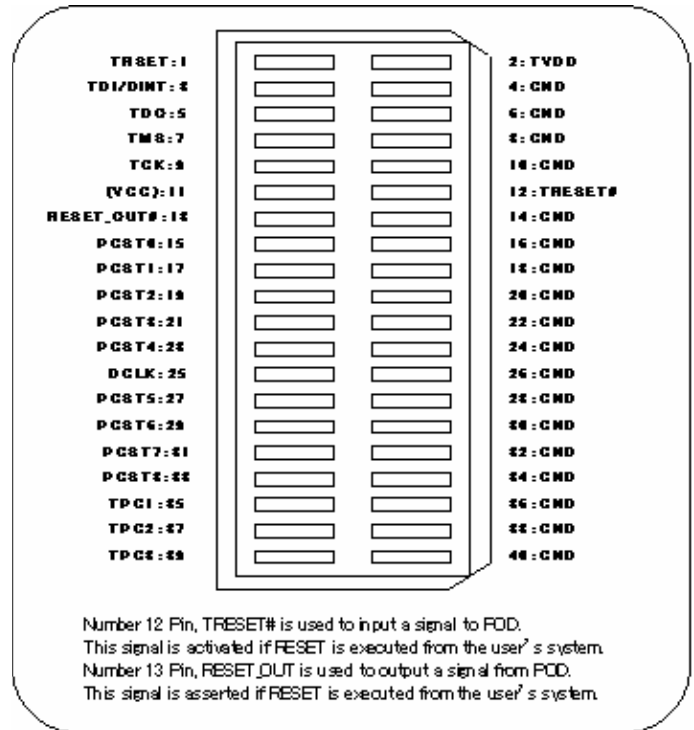 TRSET:1 2:TVDD
TDI/DINT:3 4:GND
TDO:5 6:GND
TMS:7 8:GND
TCK:9 10:GND
(VCC):11 12:TRESET#
RESET_OUT#:13 14:GND
PCST0:15 16:GND
PCST1:17 18:GND
PCST2:19 20:GND
PCST3:21 22:GND
PCST4:23 24:GND
DCLK:25 26:GND
PCST5:27 28:GND
PCST6:29 30:GND
PCST7:31 32:GND
PCST8:33 34:GND
TPC1:35 36:GND
TPC2:37 38:GND
TPC3:39 40:GND
Number 12 Pin, TRESET# is used to input a signal to POD.
This signal is activated if RESET is executed from the user's system.
Number 13 Pin, RESET_OUT is used to output a signal from POD.
This signal is asserted if RESET is executed from the user's system.